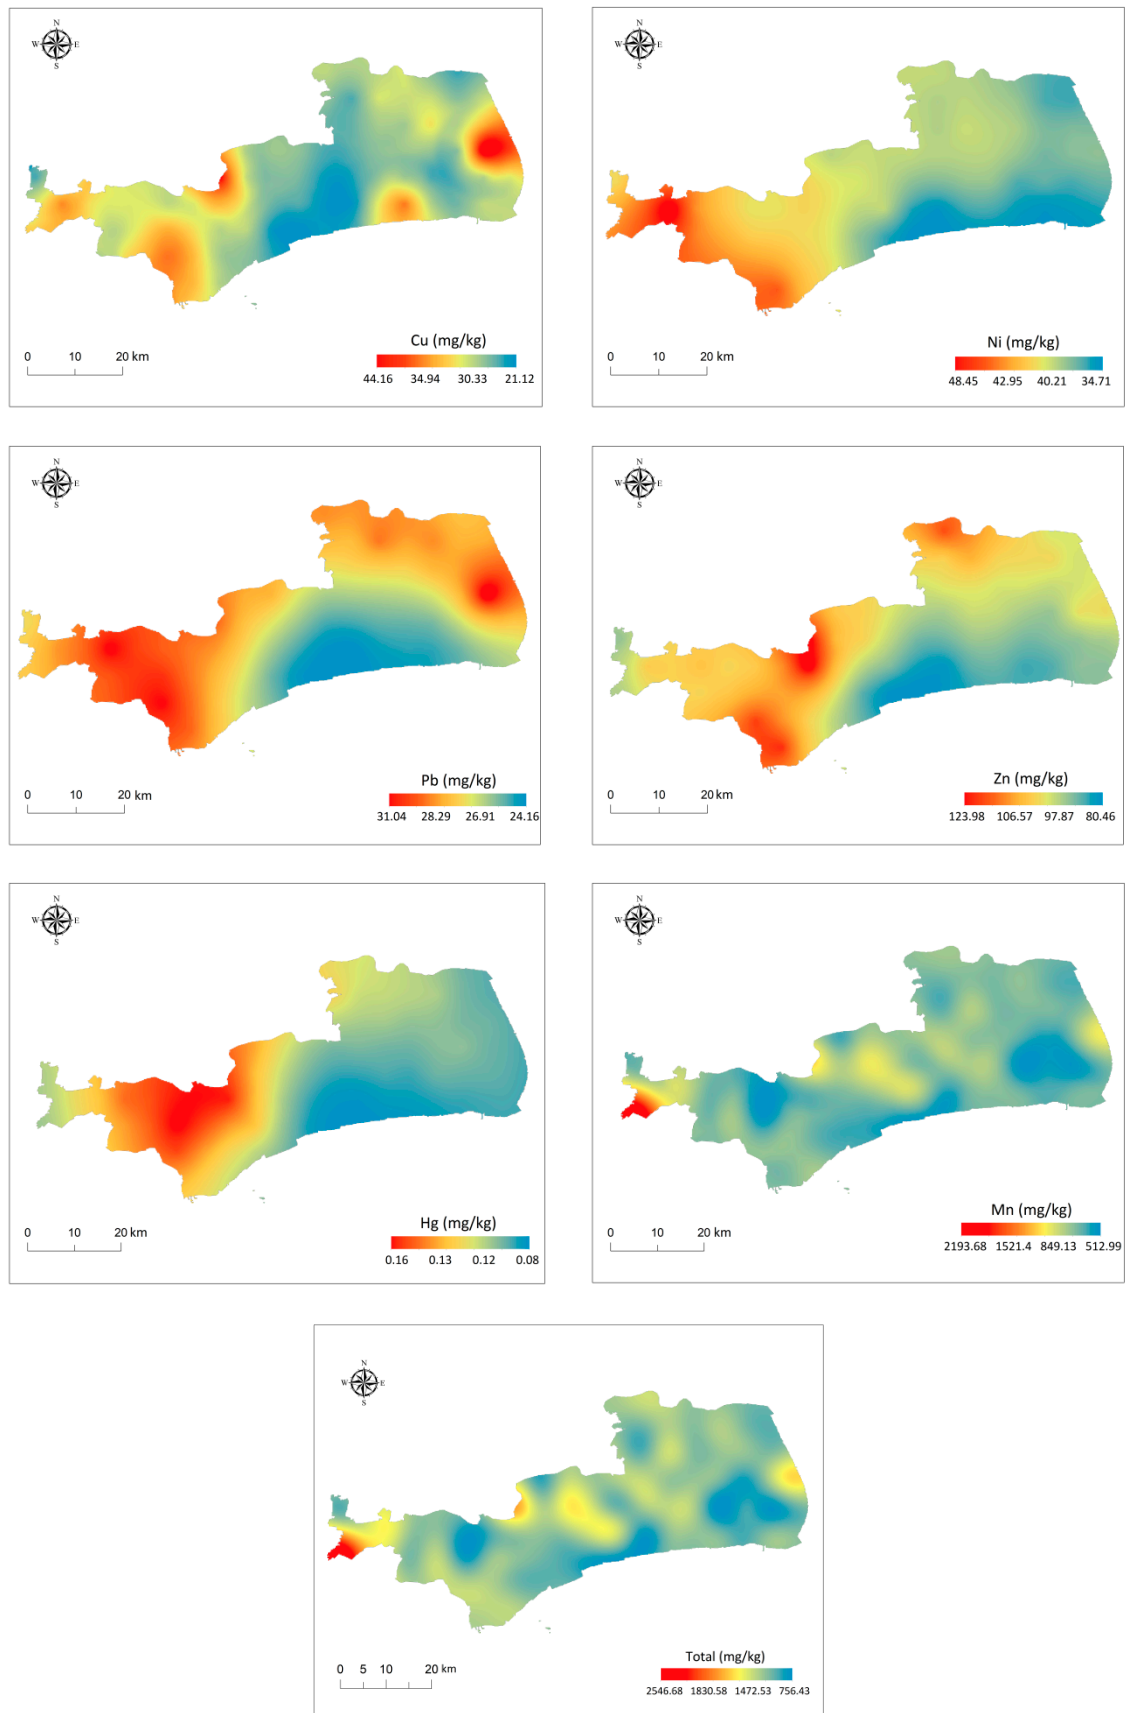 N
W E
S
Cu (mg/kg)
0 10 20 km
44.16 34.94 30.33 21.12
N
W E
S
Ni (mg/kg)
0 10 20 km
48.45 42.95 40.21 34.71
N
W E
S
Pb (mg/kg)
0 10 20 km
31.04 28.29 26.91 24.16
N
W E
S
Zn (mg/kg)
0 10 20 km
123.98 106.57 97.87 80.46
N
W E
S
Hg (mg/kg)
0 10 20 km
0.16 0.13 0.12 0.08
N
W E
S
Mn (mg/kg)
0 10 20 km
2193.68 1521.4 849.13 512.99
N
W E
S
Total (mg/kg)
0 5 10 20 km
2546.68 1830.58 1472.53 756.43